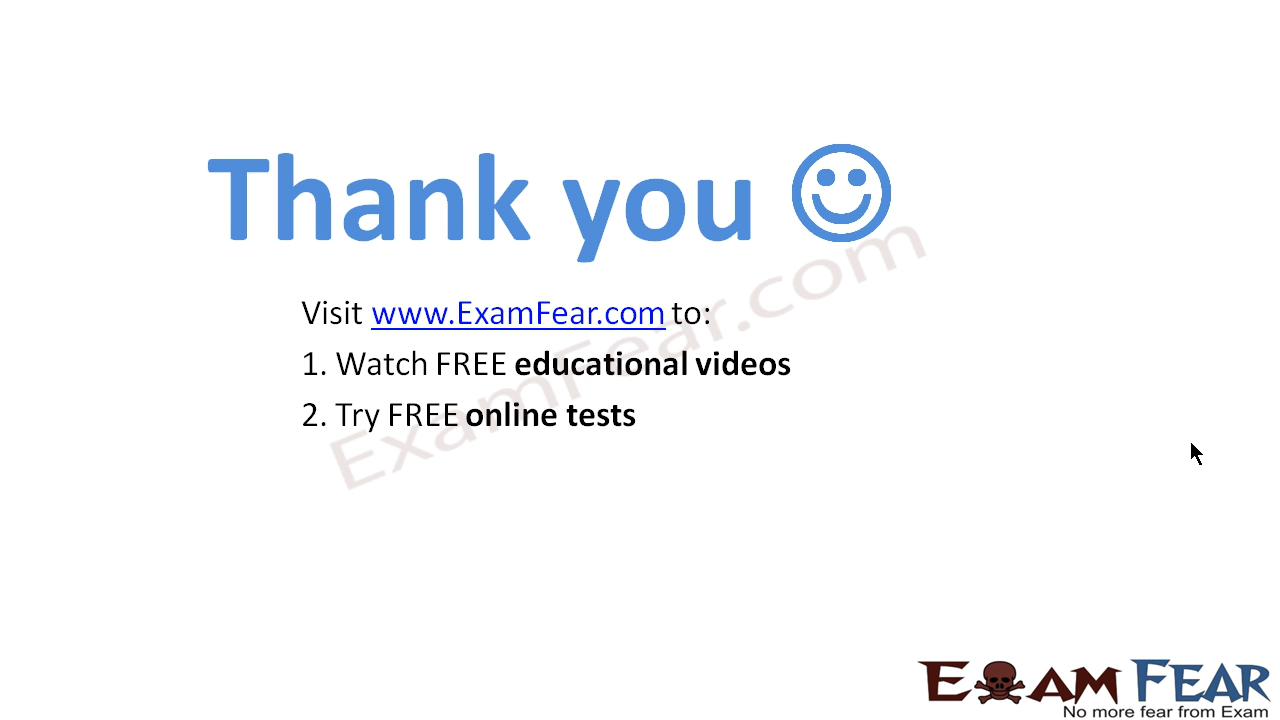 Thank you
Visit www.ExamFear.com to:
1. Watch FREE educational videos
2. Try FREE online tests
ExamFear.com
EXAM FEAR
No more fear from Exam